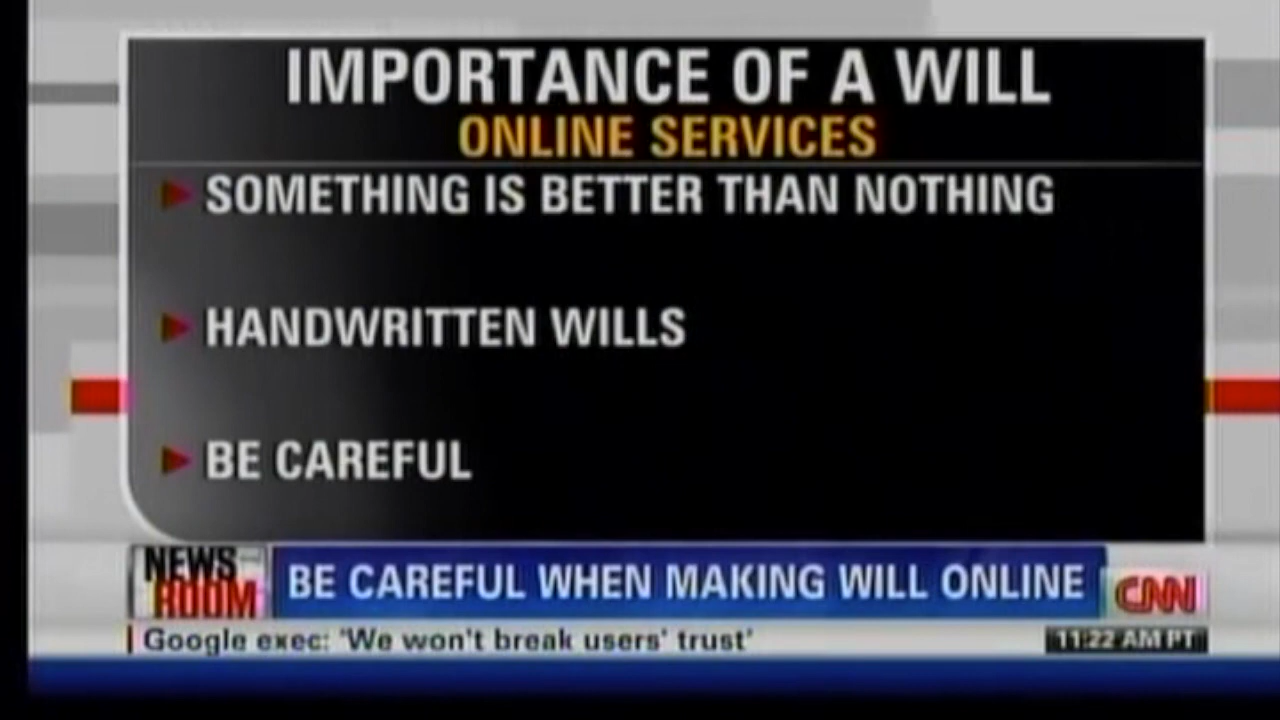 IMPORTANCE OF A WILL
ONLINE SERVICES
SOMETHING IS BETTER THAN NOTHING
HANDWRITTEN WILLS
BE CAREFUL
NEWS
ROOM
BE CAREFUL WHEN MAKING WILL ONLINE
CNN
Google exec: 'We won't break users' trust'
11:22 AM PT